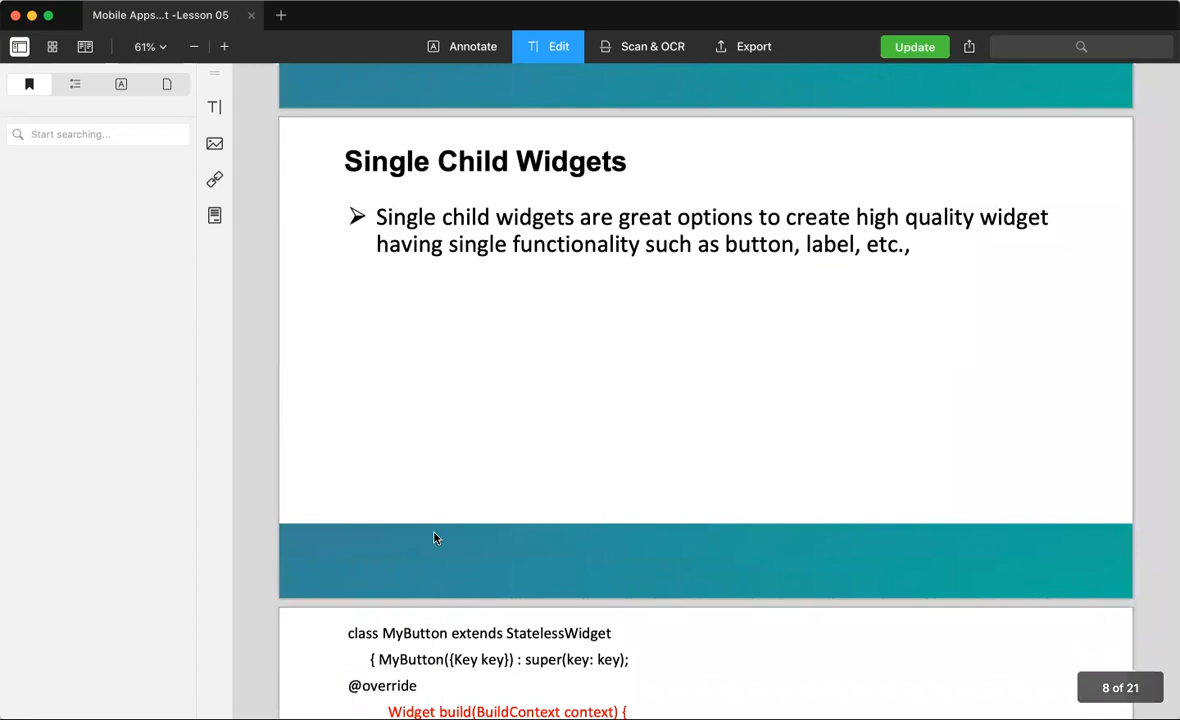 Mobile Apps...t -Lesson 05
61%
Annotate
Edit
Scan & OCR
Export
Update
Start searching...
Single Child Widgets
Single child widgets are great options to create high quality widget
having single functionality such as button, label, etc.,
class MyButton extends StatelessWidget
{ MyButton({Key key}) : super(key: key);
@override
Widget build(BuildContext context) {
8 of 21